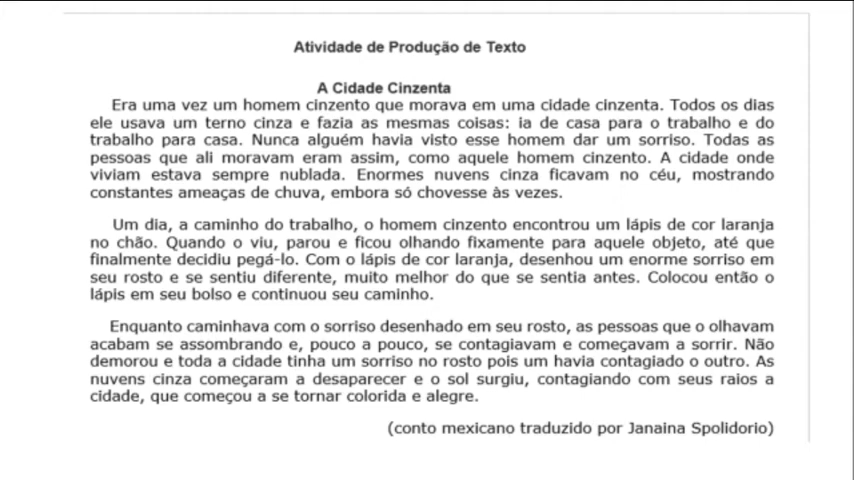 Atividade de Produção de Texto
A Cidade Cinzenta
Era uma vez um homem cinzento que morava em uma cidade cinzenta. Todos os dias
ele usava um terno cinza e fazia as mesmas coisas: ia de casa para o trabalho e do
trabalho para casa. Nunca alguém havia visto esse homem dar um sorriso. Todas as
pessoas que ali moravam eram assim, como aquele homem cinzento. A cidade onde
viviam estava sempre nublada. Enormes nuvens cinza ficavam no céu, mostrando
constantes ameaças de chuva, embora só chovesse às vezes.
Um dia, a caminho do trabalho, o homem cinzento encontrou um lápis de cor laranja
no chão. Quando o viu, parou e ficou olhando fixamente para aquele objeto, até que
finalmente decidiu pegá-lo. Com o lápis de cor laranja, desenhou um enorme sorriso em
seu rosto e se sentiu diferente, muito melhor do que se sentia antes. Colocou então o
lápis em seu bolso e continuou seu caminho.
Enquanto caminhava com o sorriso desenhado em seu rosto, as pessoas que o olhavam
acabam se assombrando e, pouco a pouco, se contagiavam e começavam a sorrir. Não
demorou e toda a cidade tinha um sorriso no rosto pois um havia contagiado o outro. As
nuvens cinza começaram a desaparecer e o sol surgiu, contagiando com seus raios a
cidade, que começou a se tornar colorida e alegre.
(conto mexicano traduzido por Janaina Spolidorio)